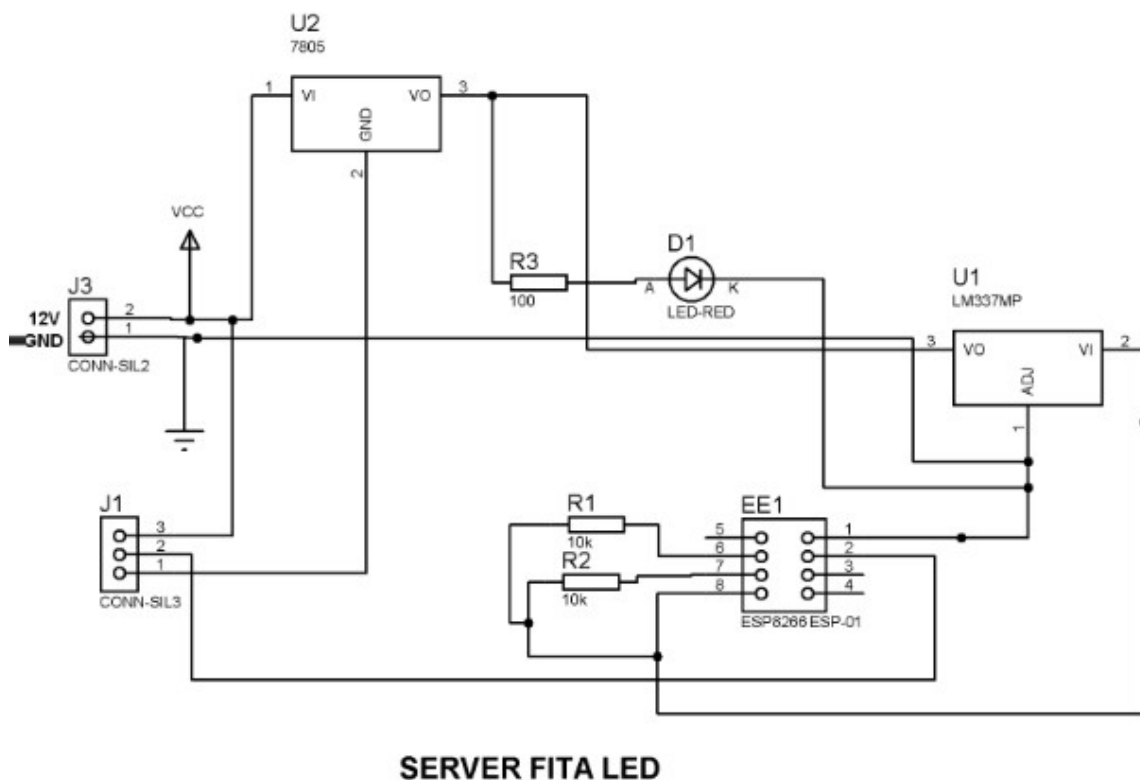 U2
7805
1
VI
VO
3
GND
2
VCC
J3
12V
2
GND
1
CONN-SIL2
R3
100
D1
A
K
LED-RED
U1
LM337MP
3
VO
VI
2
ADJ
1
J1
3
2
1
CONN-SIL3
R1
10k
R2
10k
EE1
5
1
6
2
7
3
8
4
ESP8266 ESP-01
SERVER FITA LED